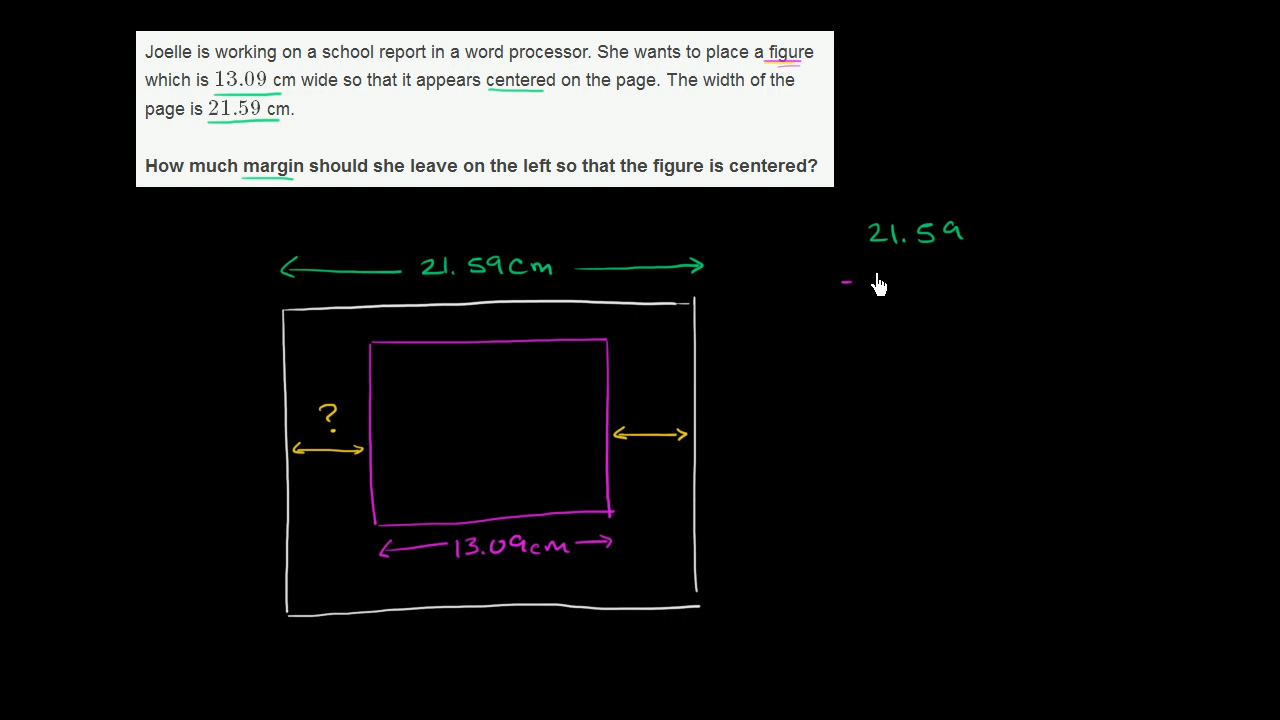 Joelle is working on a school report in a word processor. She wants to place a figure
which is 13.09 cm wide so that it appears centered on the page. The width of the
page is 21.59 cm.
How much margin should she leave on the left so that the figure is centered?
21.59
-
21.59cm
?
13.09cm